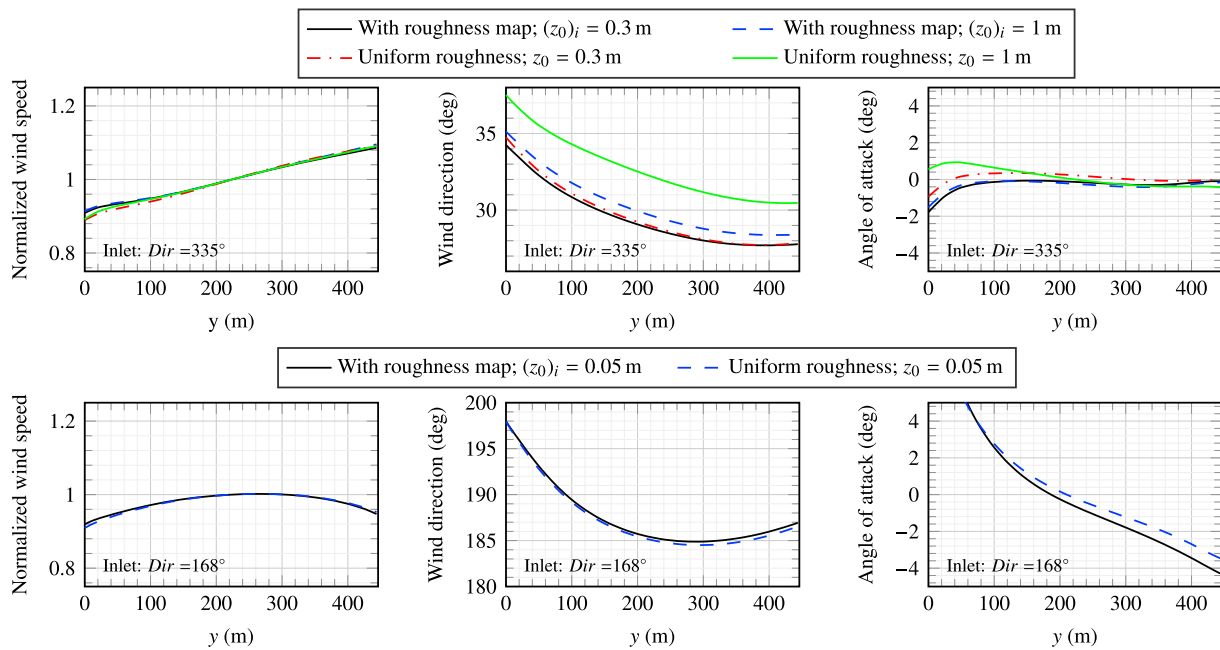 With roughness map; (z₀)ᵢ = 0.3 m
With roughness map; (z₀)ᵢ = 1 m
Uniform roughness; z₀ = 0.3 m
Uniform roughness; z₀ = 1 m
Normalized wind speed
1.2
1
0.8
Inlet: Dir =335°
0 100 200 300 400
y (m)
Wind direction (deg)
35
30
Inlet: Dir =335°
0 100 200 300 400
y (m)
Angle of attack (deg)
4
2
0
−2
−4
Inlet: Dir =335°
0 100 200 300 400
y (m)
With roughness map; (z₀)ᵢ = 0.05 m
Uniform roughness; z₀ = 0.05 m
Normalized wind speed
1.2
1
0.8
Inlet: Dir =168°
0 100 200 300 400
y (m)
Wind direction (deg)
200
195
190
185
180
Inlet: Dir =168°
0 100 200 300 400
y (m)
Angle of attack (deg)
4
2
0
−2
−4
Inlet: Dir =168°
0 100 200 300 400
y (m)